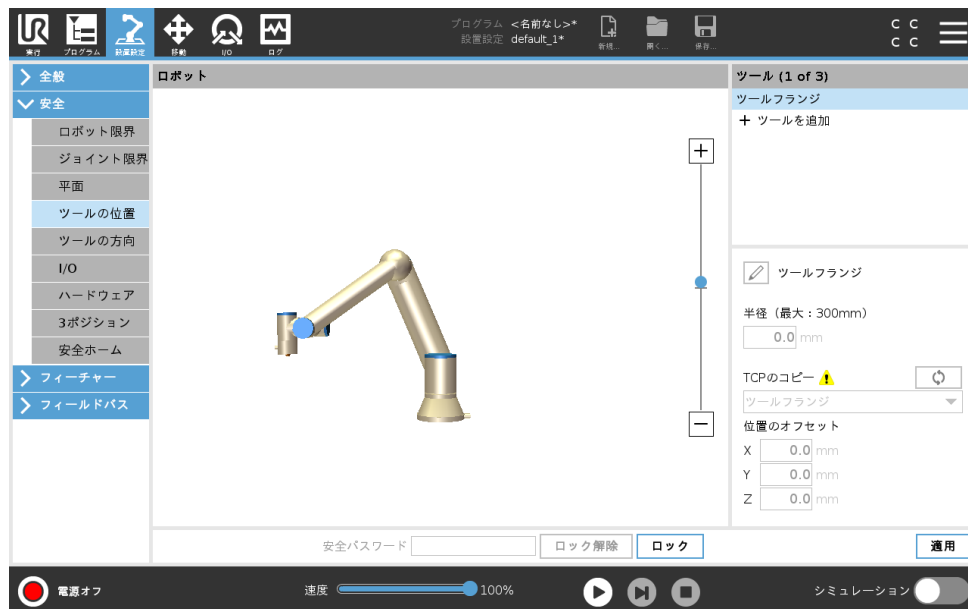 UR
実行
プログラム
設置設定
移動
I/O
ログ
プログラム <名前なし>*
設置設定 default_1*
新規...
開く...
保存...
C C
C C
全般
安全
ロボット限界
ジョイント限界
平面
ツールの位置
ツールの方向
I/O
ハードウェア
3ポジション
安全ホーム
フィーチャー
フィールドバス
ロボット
ツール (1 of 3)
ツールフランジ
+ ツールを追加
ツールフランジ
半径 (最大：300mm)
0.0 mm
TCPのコピー
ツールフランジ
位置のオフセット
X 0.0 mm
Y 0.0 mm
Z 0.0 mm
安全パスワード
ロック解除
ロック
適用
電源オフ
速度
100%
シミュレーション